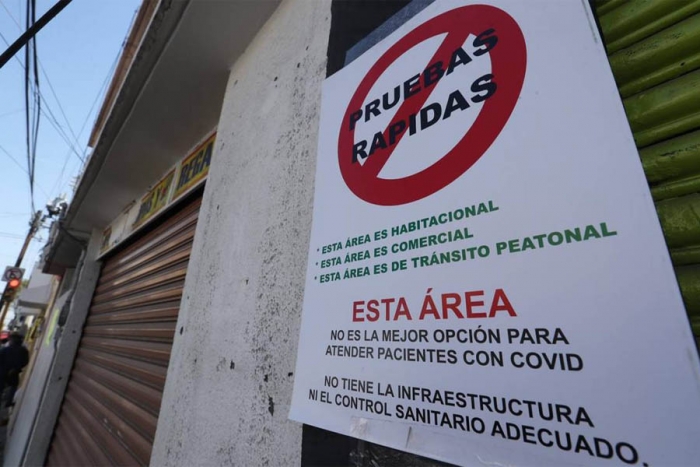 PRUEBAS
RAPIDAS
* ESTA ÁREA ES HABITACIONAL
* ESTA ÁREA ES COMERCIAL
* ESTA ÁREA ES DE TRÁNSITO PEATONAL
ESTA ÁREA
NO ES LA MEJOR OPCIÓN PARA
ATENDER PACIENTES CON COVID
NO TIENE LA INFRAESTRUCTURA
NI EL CONTROL SANITARIO ADECUADO.